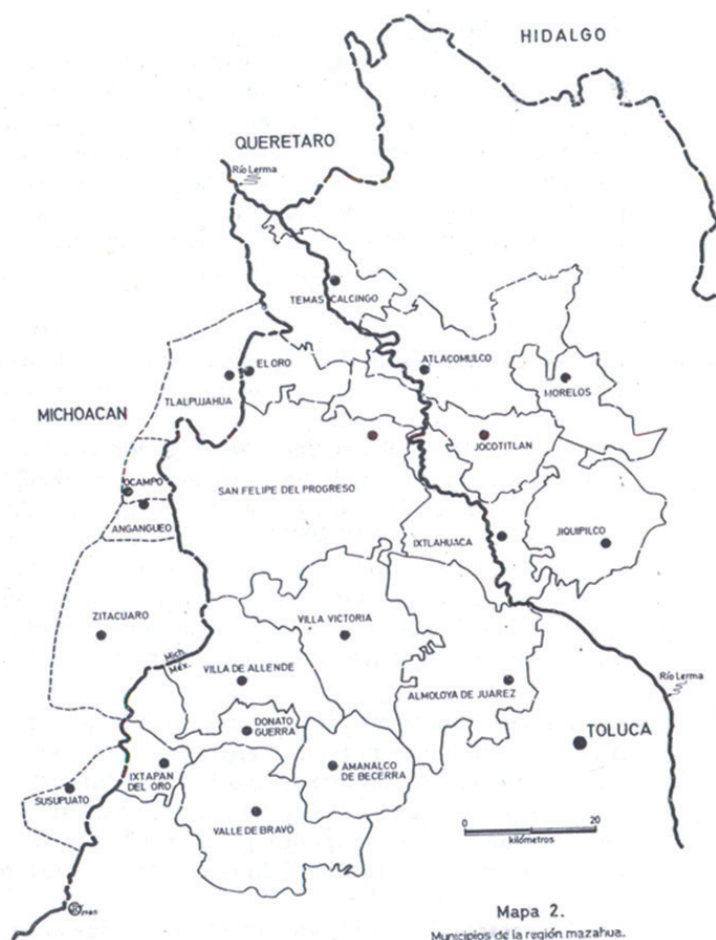 HIDALGO
QUERETARO
Río Lerma
TEMASCALCINGO
EL ORO
ATLACOMULCO
TLALPUJAHUA
MORELOS
MICHOACAN
JOCOTITLAN
OCAMPO
SAN FELIPE DEL PROGRESO
ANGANGUEO
IXTLAHUACA
JIQUIPILCO
ZITACUARO
VILLA VICTORIA
Mich.
Méx.
VILLA DE ALLENDE
ALMOLOYA DE JUAREZ
Río Lerma
DONATO
GUERRA
TOLUCA
IXTAPAN
DEL ORO
AMANALCO
DE BECERRA
SUSUPUATO
VALLE DE BRAVO
0 20
kilómetros
Mapa 2.
Municipios de la región mazahua.